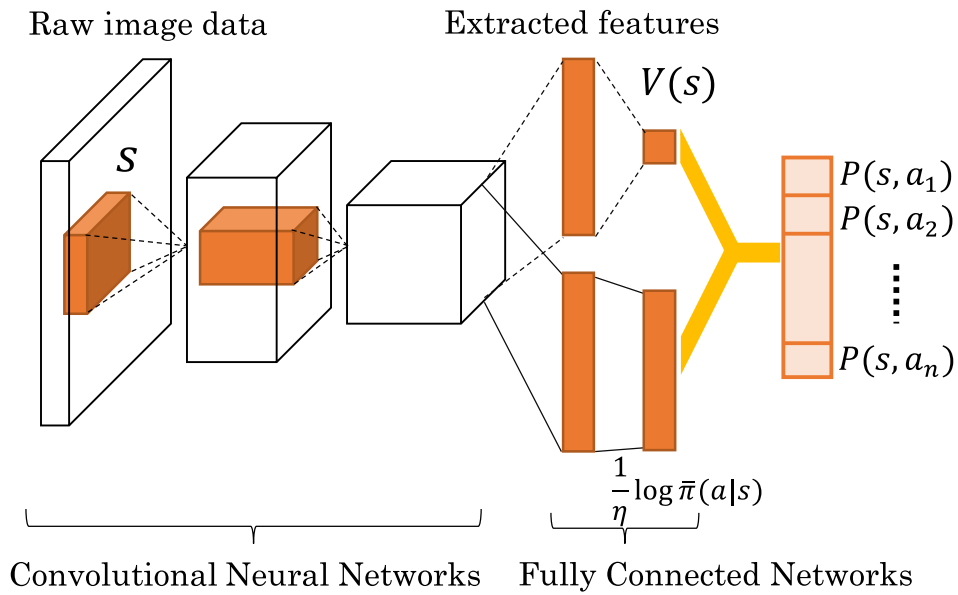 Raw image data
Extracted features
s
V(s)
P(s, a₁)
P(s, a₂)
P(s, aₙ)
1/η log π̄(a|s)
Convolutional Neural Networks
Fully Connected Networks